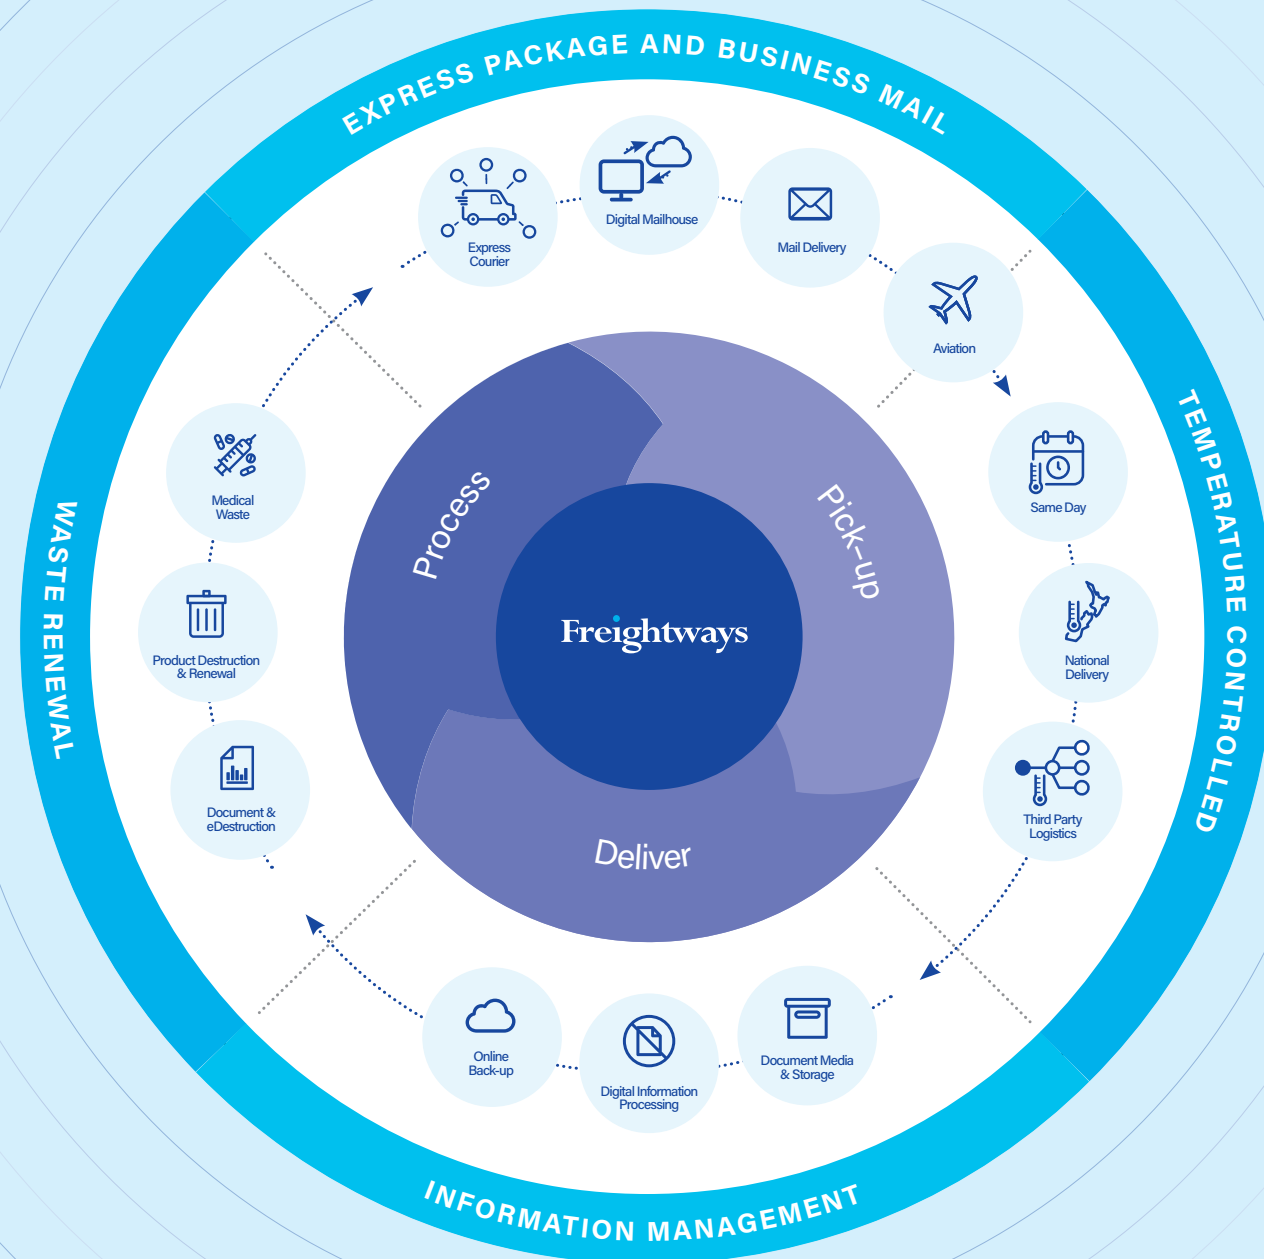 EXPRESS PACKAGE AND BUSINESS MAIL
Express
Courier
Digital Mailhouse
Mail Delivery
Aviation
TEMPERATURE CONTROLLED
Same Day
National
Delivery
Third Party
Logistics
INFORMATION MANAGEMENT
Document Media
& Storage
Digital Information
Processing
Online
Back-up
WASTE RENEWAL
Document &
eDestruction
Product Destruction
& Renewal
Medical
Waste
Process
Pick-up
Deliver
Freightways